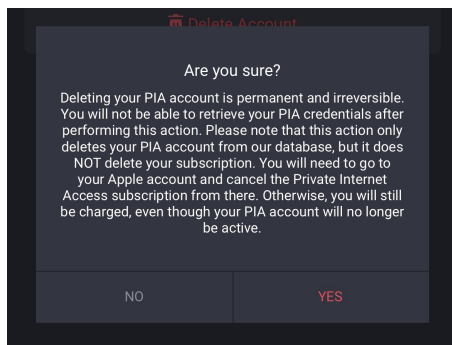 Delete Account
Are you sure?
Deleting your PIA account is permanent and irreversible.
You will not be able to retrieve your PIA credentials after
performing this action. Please note that this action only
deletes your PIA account from our database, but it does
NOT delete your subscription. You will need to go to
your Apple account and cancel the Private Internet
Access subscription from there. Otherwise, you will still
be charged, even though your PIA account will no longer
be active.
NO
YES